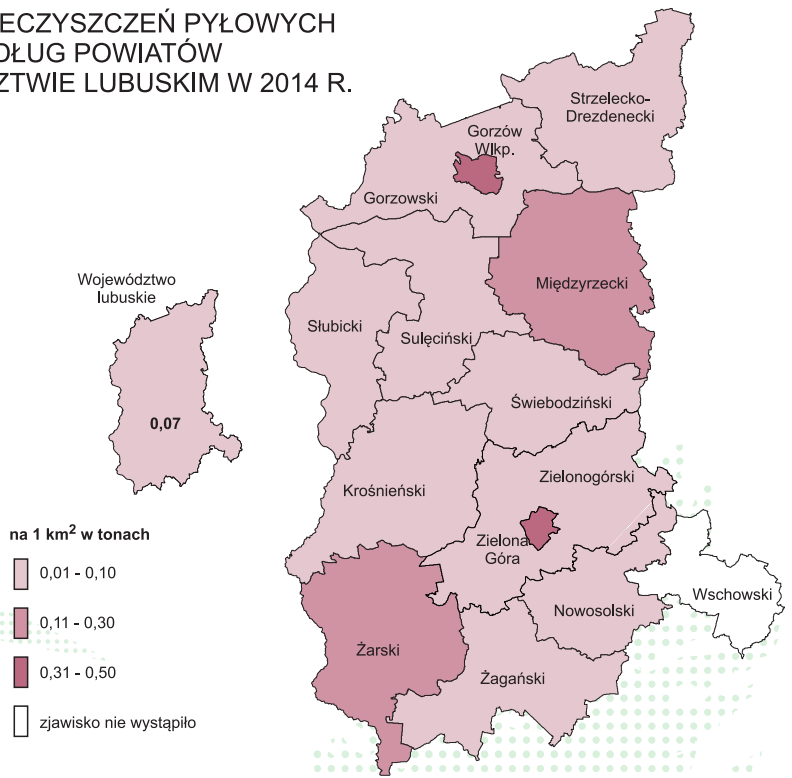 ECZYSZCZEŃ PYŁOWYCH
DŁUG POWIATÓW
ZTWIE LUBUSKIM W 2014 R.
Strzelecko-
Drezdenecki
Gorzów
Wlkp.
Gorzowski
Międzyrzecki
Województwo
lubuskie
Słubicki
Sulęciński
0,07
Świebodziński
Zielonogórski
Krośnieński
Zielona
Góra
na 1 km² w tonach
0,01 - 0,10
0,11 - 0,30
0,31 - 0,50
zjawisko nie wystąpiło
Wschowski
Nowosolski
Żarski
Żagański